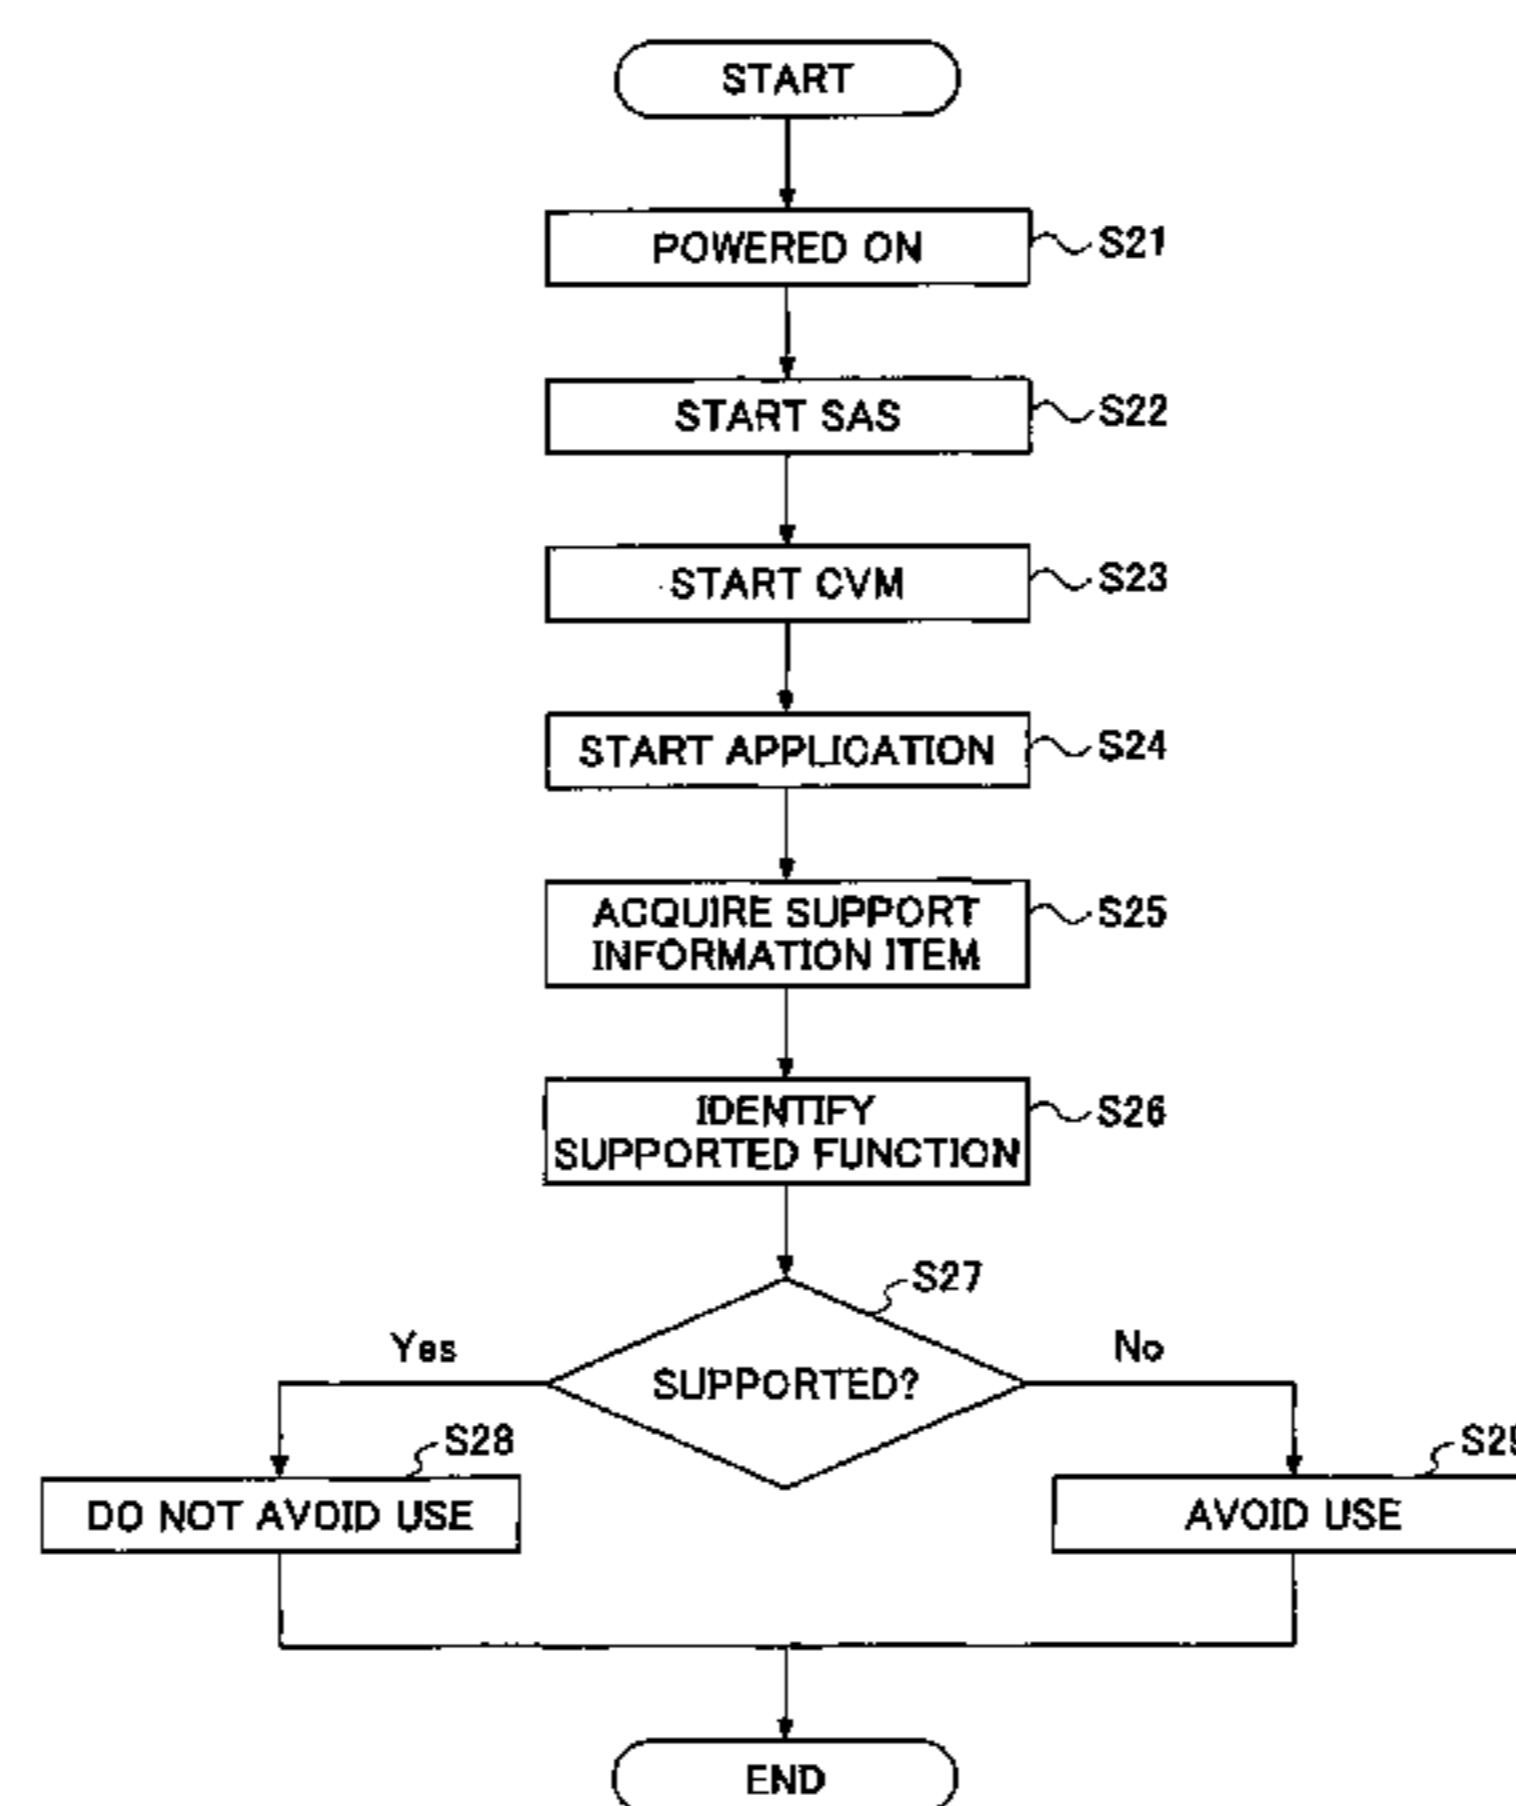 START
POWERED ON
S21
START SAS
S22
START CVM
S23
START APPLICATION
S24
ACQUIRE SUPPORT
INFORMATION ITEM
S25
IDENTIFY
SUPPORTED FUNCTION
S26
S27
Yes
SUPPORTED?
No
S28
S29
DO NOT AVOID USE
AVOID USE
END